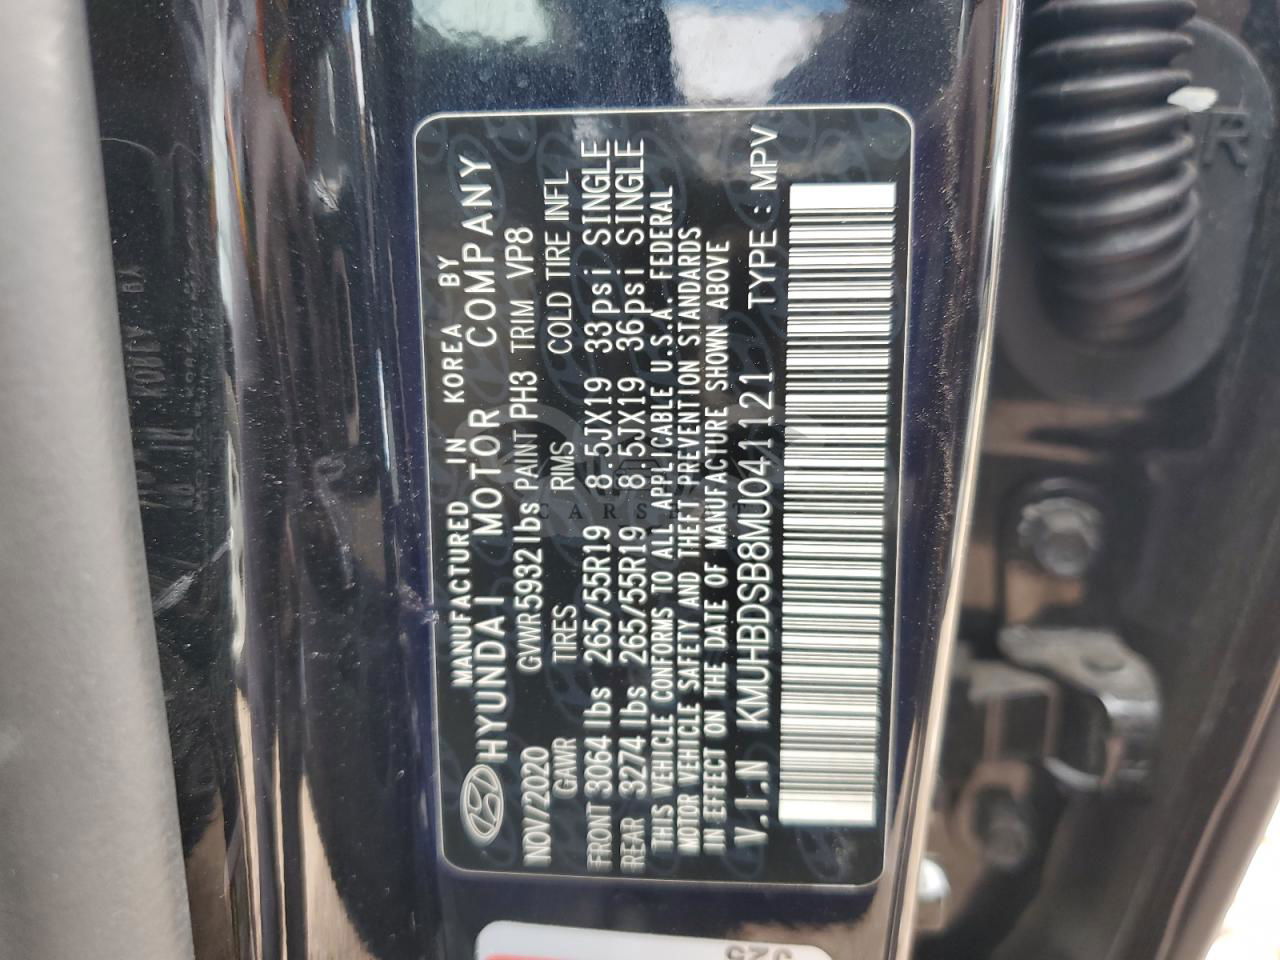 MANUFACTURED IN KOREA BY
HYUNDAI MOTOR COMPANY
NOV/2020 GVWR 5932 lbs PAINT PH3 TRIM VP8
GAWR TIRES RIMS COLD TIRE INFL
FRONT 3064 lbs 265/55R19 8.5JX19 33psi SINGLE
REAR 3274 lbs 265/55R19 8.5JX19 36psi SINGLE
THIS VEHICLE CONFORMS TO ALL APPLICABLE U.S.A. FEDERAL
MOTOR VEHICLE SAFETY AND THEFT PREVENTION STANDARDS
IN EFFECT ON THE DATE OF MANUFACTURE SHOWN ABOVE
V.I.N KMUHBDSB8MU041121 TYPE : MPV
R